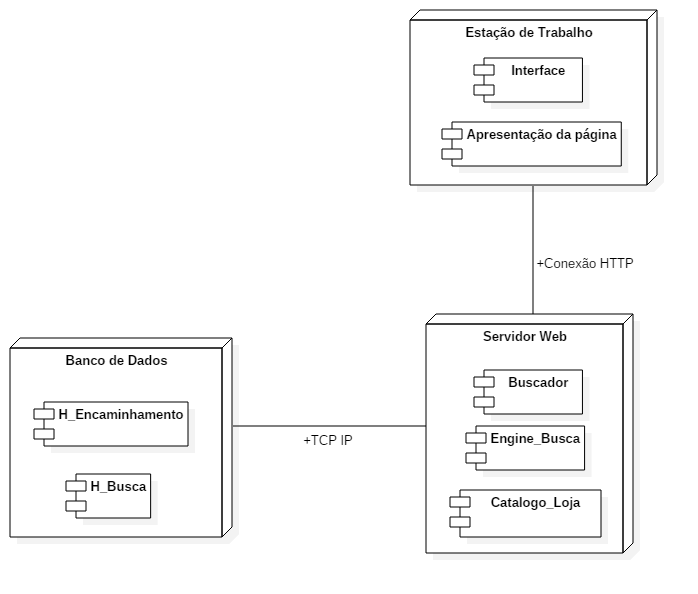 Estação de Trabalho
Interface
Apresentação da página
+Conexão HTTP
Servidor Web
Buscador
Engine_Busca
Catalogo_Loja
+TCP IP
Banco de Dados
H_Encaminhamento
H_Busca